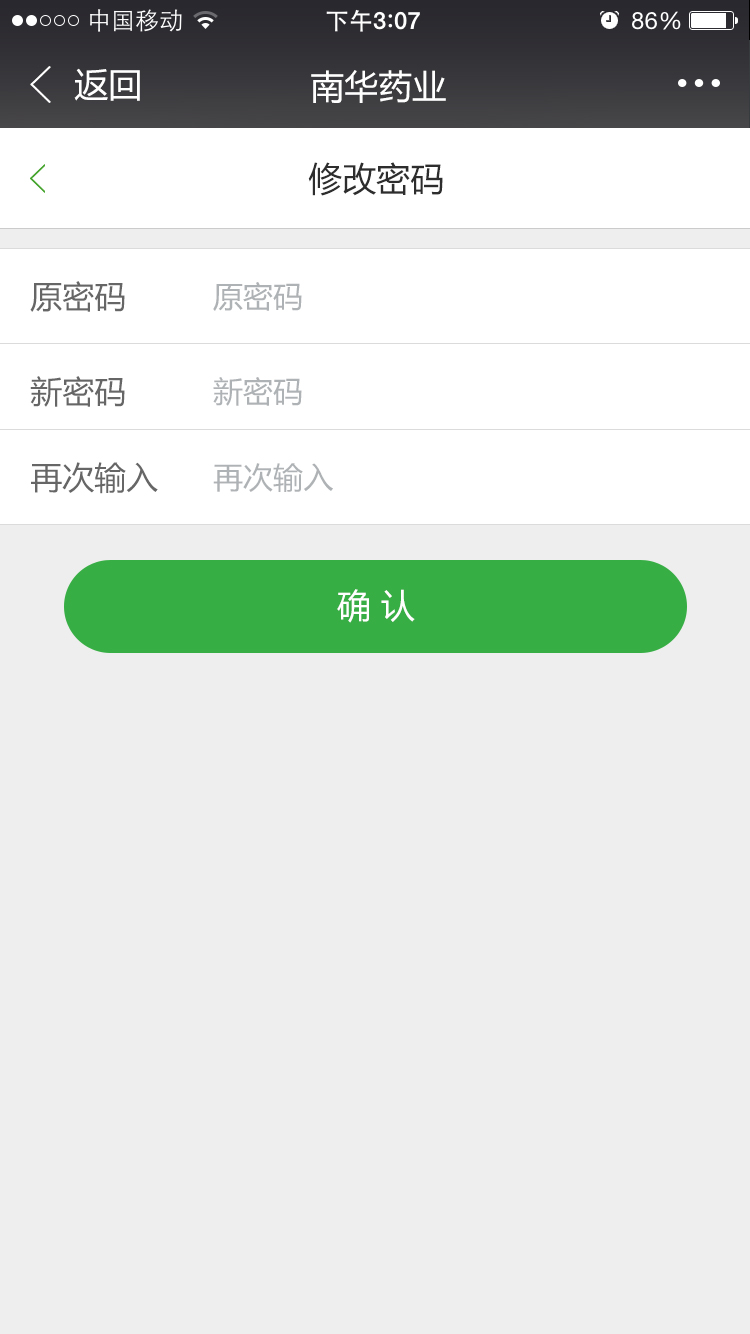 中国移动 下午3:07 86%
返回 南华药业
修改密码
原密码 原密码
新密码 新密码
再次输入 再次输入
确 认